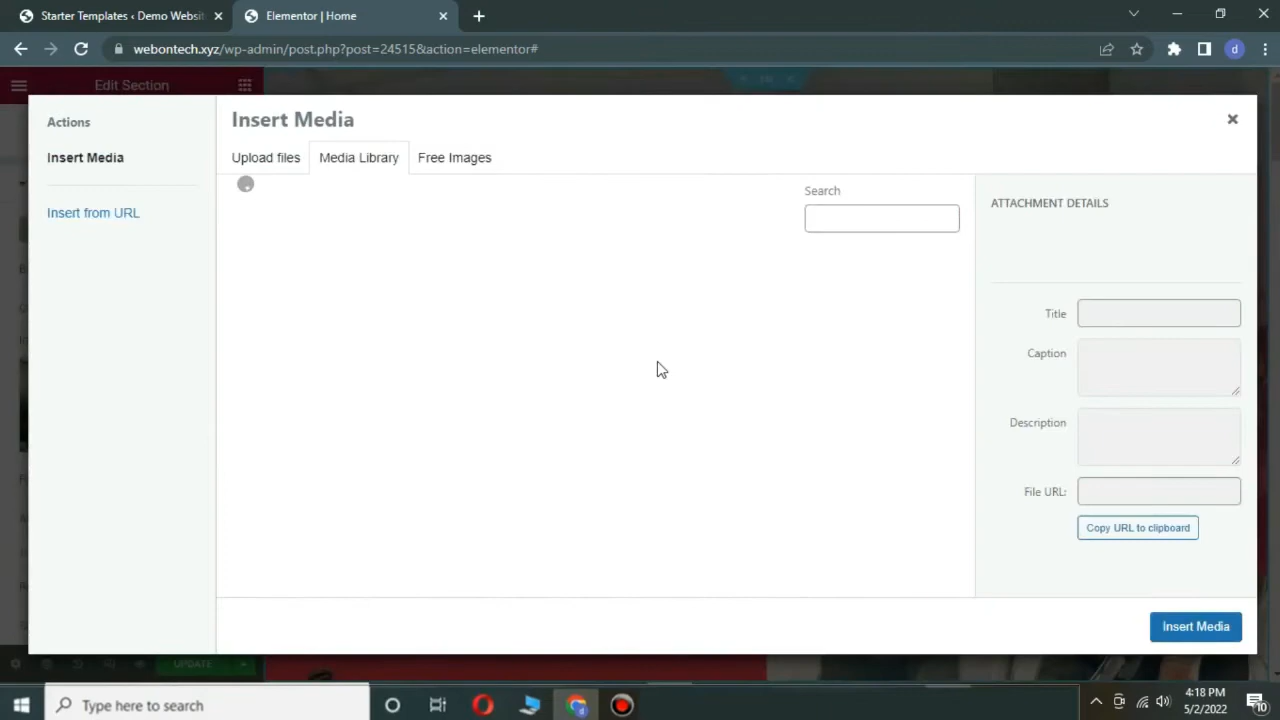 Starter Templates ‹ Demo Websit
Elementor | Home
webontech.xyz/wp-admin/post.php?post=24515&action=elementor#
d
Edit Section
Actions
Insert Media
Insert from URL
Insert Media
Upload files
Media Library
Free Images
Search
ATTACHMENT DETAILS
Title
Caption
Description
File URL:
Copy URL to clipboard
Insert Media
UPDATE
Type here to search
4:18 PM
5/2/2022
10